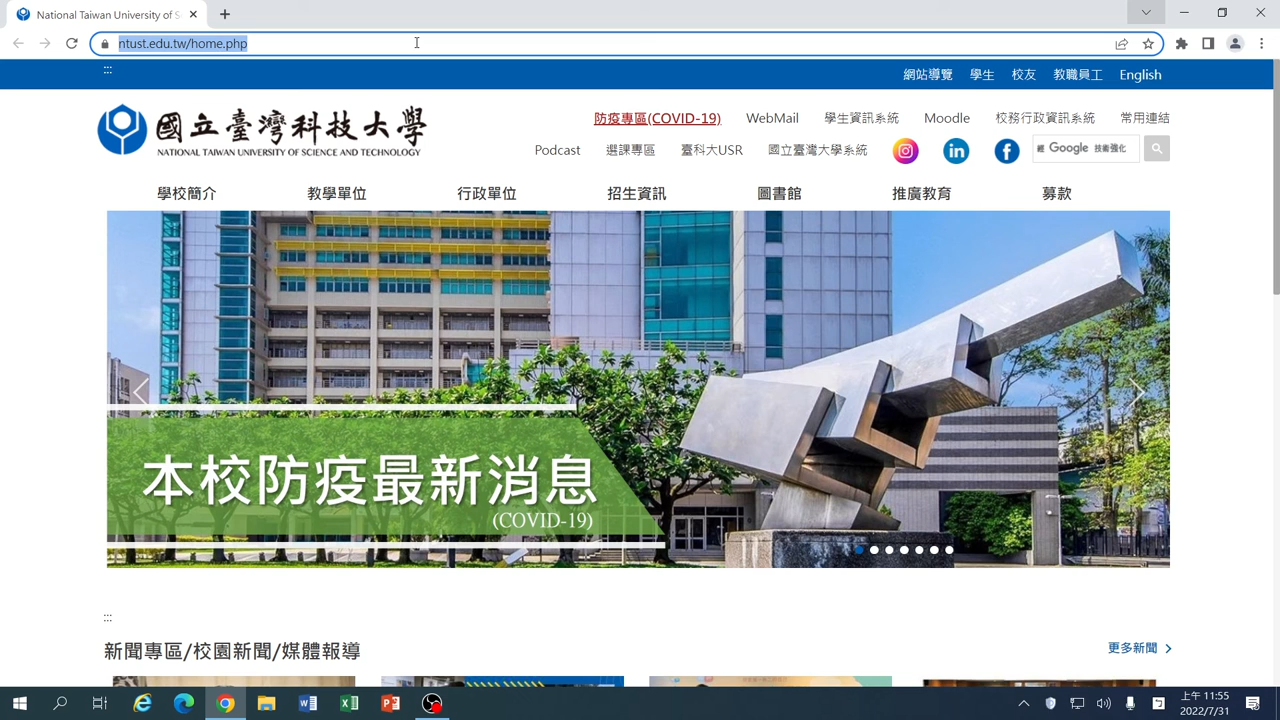 National Taiwan University of S
ntust.edu.tw/home.php
:::
網站導覽 學生 校友 教職員工 English
國立臺灣科技大學
NATIONAL TAIWAN UNIVERSITY OF SCIENCE AND TECHNOLOGY
防疫專區(COVID-19) WebMail 學生資訊系統 Moodle 校務行政資訊系統 常用連結
Podcast 選課專區 臺科大USR 國立臺灣大學系統
經 Google 技術強化
學校簡介 教學單位 行政單位 招生資訊 圖書館 推廣教育 募款
本校防疫最新消息
(COVID-19)
:::
新聞專區/校園新聞/媒體報導
更多新聞
上午 11:55
2022/7/31